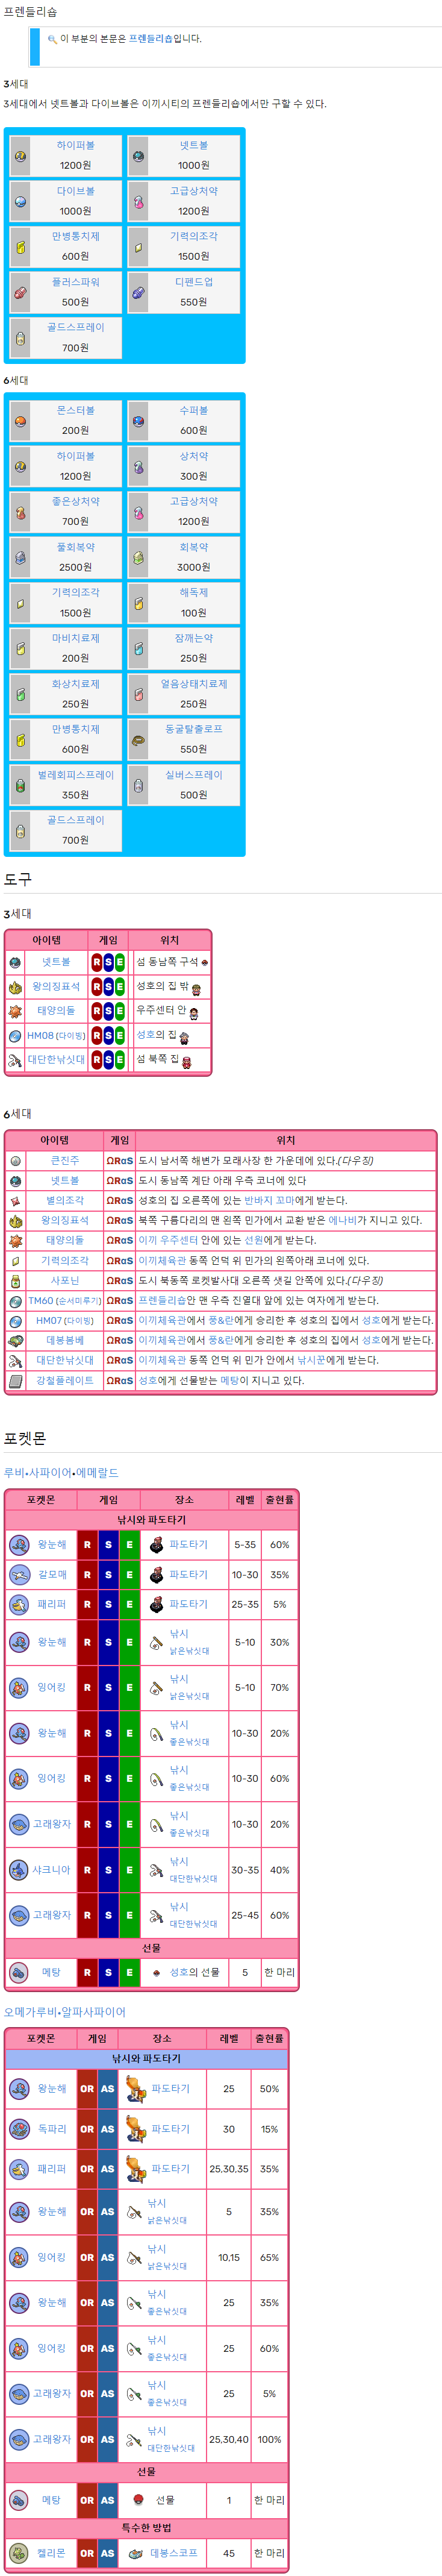 프렌들리숍
이 부분의 본문은 프렌들리숍입니다.
3세대
3세대에서 넷트볼과 다이브볼은 이끼시티의 프렌들리숍에서만 구할 수 있다.
하이퍼볼 넷트볼
1200원 1000원
다이브볼 고급상처약
1000원 1200원
만병통치제 기력의조각
600원 1500원
플러스파워 디펜드업
500원 550원
골드스프레이
700원
6세대
몬스터볼 수퍼볼
200원 600원
하이퍼볼 상처약
1200원 300원
좋은상처약 고급상처약
700원 1200원
풀회복약 회복약
2500원 3000원
기력의조각 해독제
1500원 100원
마비치료제 잠깨는약
200원 250원
화상치료제 얼음상태치료제
250원 250원
만병통치제 동굴탈출로프
600원 550원
벌레회피스프레이 실버스프레이
350원 500원
골드스프레이
700원
도구
3세대
아이템 게임 위치
넷트볼 R S E 섬 동남쪽 구석
왕의징표석 R S E 성호의 집 밖
태양의돌 R S E 우주센터 안
HM08 (다이빙) R S E 성호의 집
대단한낚싯대 R S E 섬 북쪽 집
6세대
아이템 게임 위치
큰진주 ΩRαS 도시 남서쪽 해변가 모래사장 한 가운데에 있다.(다우징)
넷트볼 ΩRαS 도시 동남쪽 계단 아래 우측 코너에 있다
별의조각 ΩRαS 성호의 집 오른쪽에 있는 반바지 꼬마에게 받는다.
왕의징표석 ΩRαS 북쪽 구름다리의 맨 왼쪽 민가에서 교환 받은 에나비가 지니고 있다.
태양의돌 ΩRαS 이끼 우주센터 안에 있는 선원에게 받는다.
기력의조각 ΩRαS 이끼체육관 동쪽 언덕 위 민가의 왼쪽아래 코너에 있다.
사포닌 ΩRαS 도시 북동쪽 로켓발사대 오른쪽 샛길 안쪽에 있다.(다우징)
TM60 (순서미루기) ΩRαS 프렌들리숍안 맨 우측 진열대 앞에 있는 여자에게 받는다.
HM07 (다이빙) ΩRαS 이끼체육관에서 풍&란에게 승리한 후 성호의 집에서 성호에게 받는다.
데봉봄베 ΩRαS 이끼체육관에서 풍&란에게 승리한 후 성호의 집에서 성호에게 받는다.
대단한낚싯대 ΩRαS 이끼체육관 동쪽 언덕 위 민가 안에서 낚시꾼에게 받는다.
강철플레이트 ΩRαS 성호에게 선물받는 메탕이 지니고 있다.
포켓몬
루비•사파이어•에메랄드
포켓몬 게임 장소 레벨 출현률
낚시와 파도타기
왕눈해 R S E 파도타기 5-35 60%
갈모매 R S E 파도타기 10-30 35%
패리퍼 R S E 파도타기 25-35 5%
왕눈해 R S E 낚시 5-10 30%
낡은낚싯대
잉어킹 R S E 낚시 5-10 70%
낡은낚싯대
왕눈해 R S E 낚시 10-30 20%
좋은낚싯대
잉어킹 R S E 낚시 10-30 60%
좋은낚싯대
고래왕자 R S E 낚시 10-30 20%
좋은낚싯대
샤크니아 R S E 낚시 30-35 40%
대단한낚싯대
고래왕자 R S E 낚시 25-45 60%
대단한낚싯대
선물
메탕 R S E 성호의 선물 5 한 마리
오메가루비•알파사파이어
포켓몬 게임 장소 레벨 출현률
낚시와 파도타기
왕눈해 OR AS 파도타기 25 50%
독파리 OR AS 파도타기 30 15%
패리퍼 OR AS 파도타기 25,30,35 35%
왕눈해 OR AS 낚시 5 35%
낡은낚싯대
잉어킹 OR AS 낚시 10,15 65%
낡은낚싯대
왕눈해 OR AS 낚시 25 35%
좋은낚싯대
잉어킹 OR AS 낚시 25 60%
좋은낚싯대
고래왕자 OR AS 낚시 25 5%
좋은낚싯대
고래왕자 OR AS 낚시 25,30,40 100%
대단한낚싯대
선물
메탕 OR AS 선물 1 한 마리
특수한 방법
켈리몬 OR AS 데봉스코프 45 한 마리